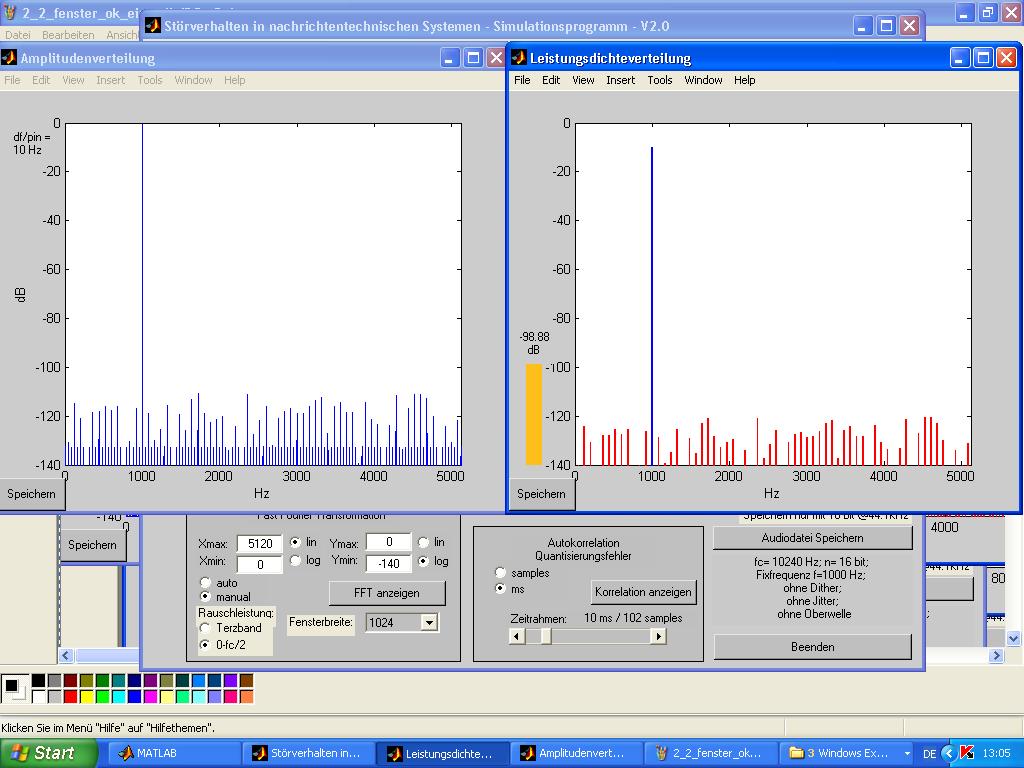 2_2_fenster_ok_ei
Störverhalten in nachrichtentechnischen Systemen - Simulationsprogramm - V2.0
Datei Bearbeiten Ansich
Amplitudenverteilung
File Edit View Insert Tools Window Help
df/pin =
10 Hz
0
-20
-40
-60
-80
-100
-120
-140
dB
0 1000 2000 3000 4000 5000
Hz
Speichern
Leistungsdichteverteilung
File Edit View Insert Tools Window Help
0
-20
-40
-60
-80
-100
-120
-140
-98.88
dB
0 1000 2000 3000 4000 5000
Hz
Speichern
-140
0
Speichern
Fast Fourier Transformation
Xmax: 5120 lin Ymax: 0 lin
Xmin: 0 log Ymin: -140 log
auto
manual
FFT anzeigen
Rauschleistung:
Terzband
0-fc/2
Fensterbreite: 1024
Autokorrelation
Quantisierungsfehler
samples
ms
Korrelation anzeigen
Zeitrahmen: 10 ms / 102 samples
Speichern nur mit 16 bit @44.1KHz
Audiodatei Speichern
fc= 10240 Hz; n= 16 bit;
Fixfrequenz f=1000 Hz;
ohne Dither;
ohne Jitter;
ohne Oberwelle
Beenden
4000
80
Klicken Sie im Menü "Hilfe" auf "Hilfethemen".
Start MATLAB Störverhalten in... Leistungsdichte... Amplitudenvert... 2_2_fenster_ok... 3 Windows Ex... DE 13:05